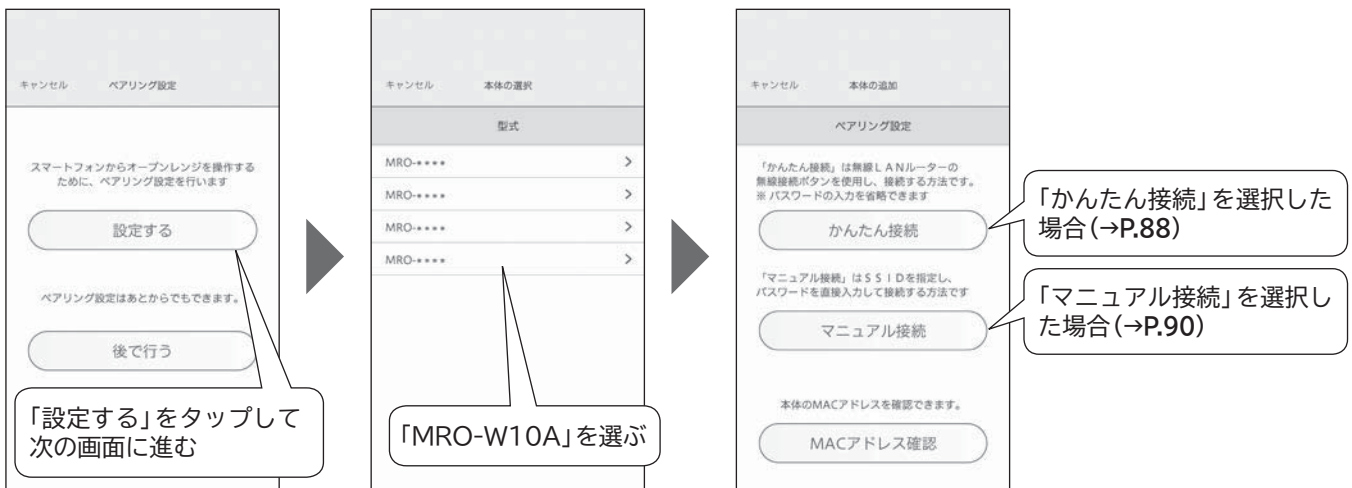 キャンセル ペアリング設定
スマートフォンからオーブンレンジを操作する
ために、ペアリング設定を行います
設定する
ペアリング設定はあとからでもできます。
後で行う
「設定する」をタップして
次の画面に進む
キャンセル 本体の選択
型式
MRO-**** >
MRO-**** >
MRO-**** >
MRO-**** >
「MRO-W10A」を選ぶ
キャンセル 本体の追加
ペアリング設定
「かんたん接続」は無線LANルーターの
無線接続ボタンを使用し、接続する方法です。
※ パスワードの入力を省略できます
かんたん接続
「マニュアル接続」はSSIDを指定し、
パスワードを直接入力して接続する方法です
マニュアル接続
本体のMACアドレスを確認できます。
MACアドレス確認
「かんたん接続」を選択した
場合(→P.88)
「マニュアル接続」を選択し
た場合(→P.90)